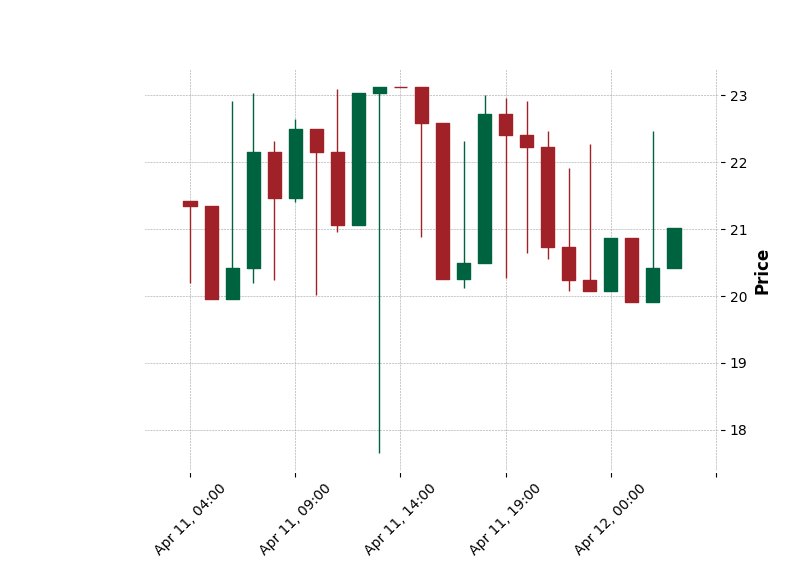 23
22
21
20
19
18
Price
Apr 11, 04:00
Apr 11, 09:00
Apr 11, 14:00
Apr 11, 19:00
Apr 12, 00:00